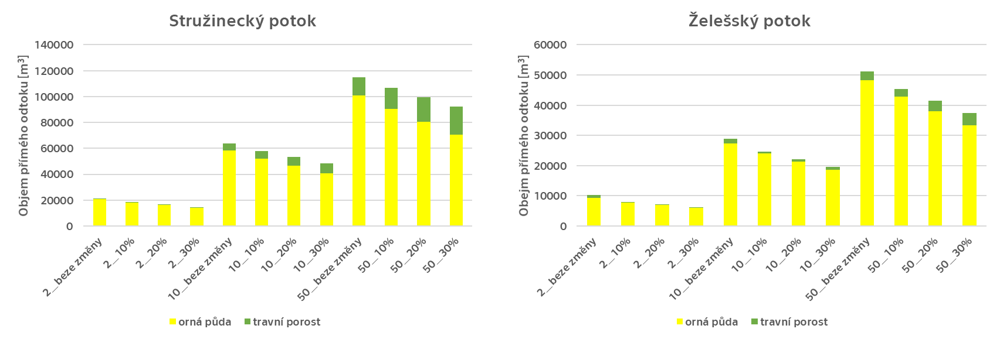 Stružinecký potok
Objem přímého odtoku [m³]
140000
120000
100000
80000
60000
40000
20000
0
2_beze změny
2_10%
2_20%
2_30%
10_beze změny
10_10%
10_20%
10_30%
50_beze změny
50_10%
50_20%
50_30%
orná půda
travní porost
Želešský potok
Obejm přímého odtoku [m³]
60000
50000
40000
30000
20000
10000
0
2_beze změny
2_10%
2_20%
2_30%
10_beze změny
10_10%
10_20%
10_30%
50_beze změny
50_10%
50_20%
50_30%
orná půda
travní porost